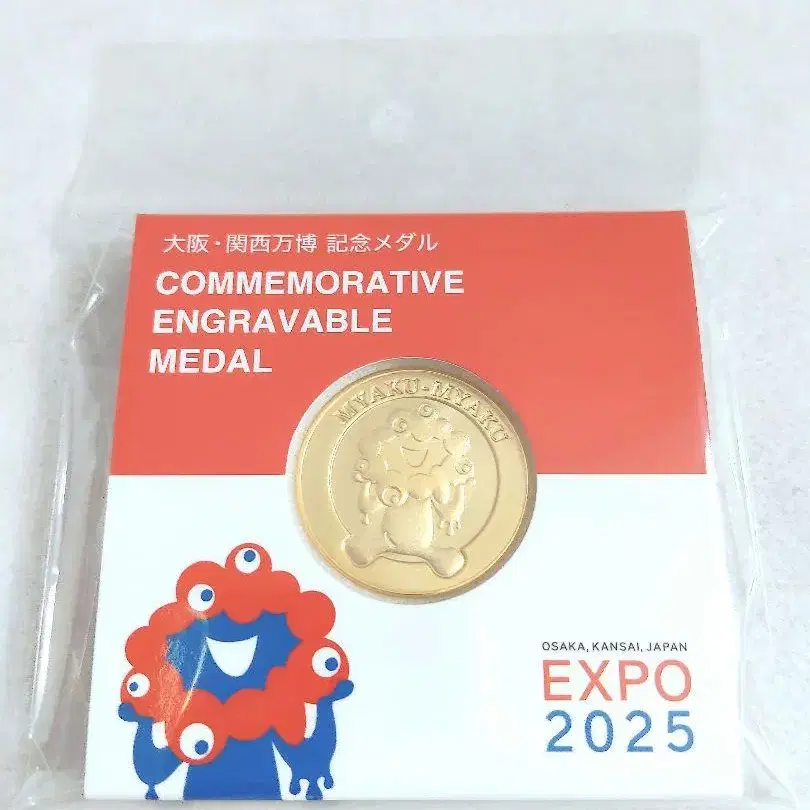 大阪・関西万博 記念メダル
COMMEMORATIVE
ENGRAVABLE
MEDAL
MYAKU-MYAKU
OSAKA, KANSAI, JAPAN
EXPO
2025